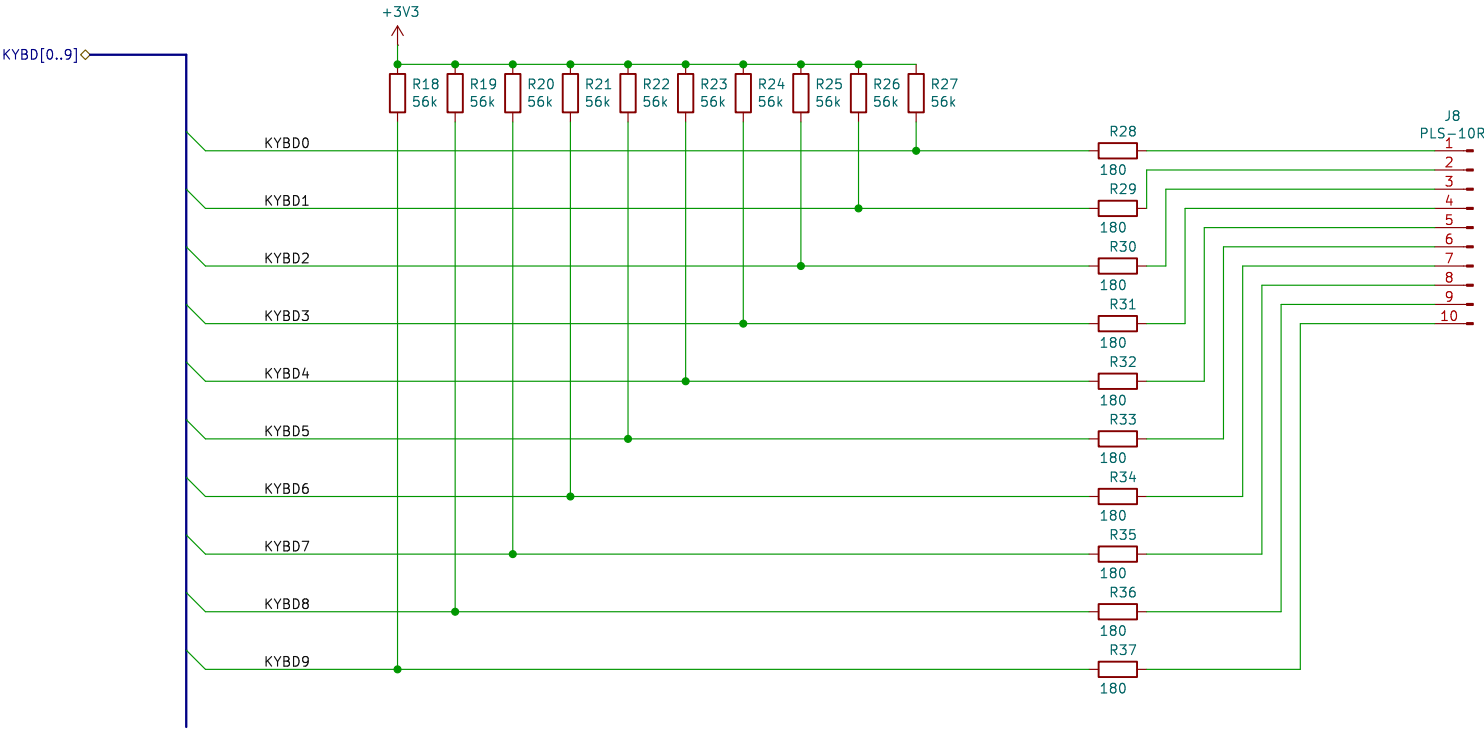 +3V3
KYBD[0..9]
R18 R19 R20 R21 R22 R23 R24 R25 R26 R27
56k 56k 56k 56k 56k 56k 56k 56k 56k 56k
J8
PLS-10R
KYBD0
R28
180
KYBD1
R29
180
KYBD2
R30
180
KYBD3
R31
180
KYBD4
R32
180
KYBD5
R33
180
KYBD6
R34
180
KYBD7
R35
180
KYBD8
R36
180
KYBD9
R37
180
1
2
3
4
5
6
7
8
9
10